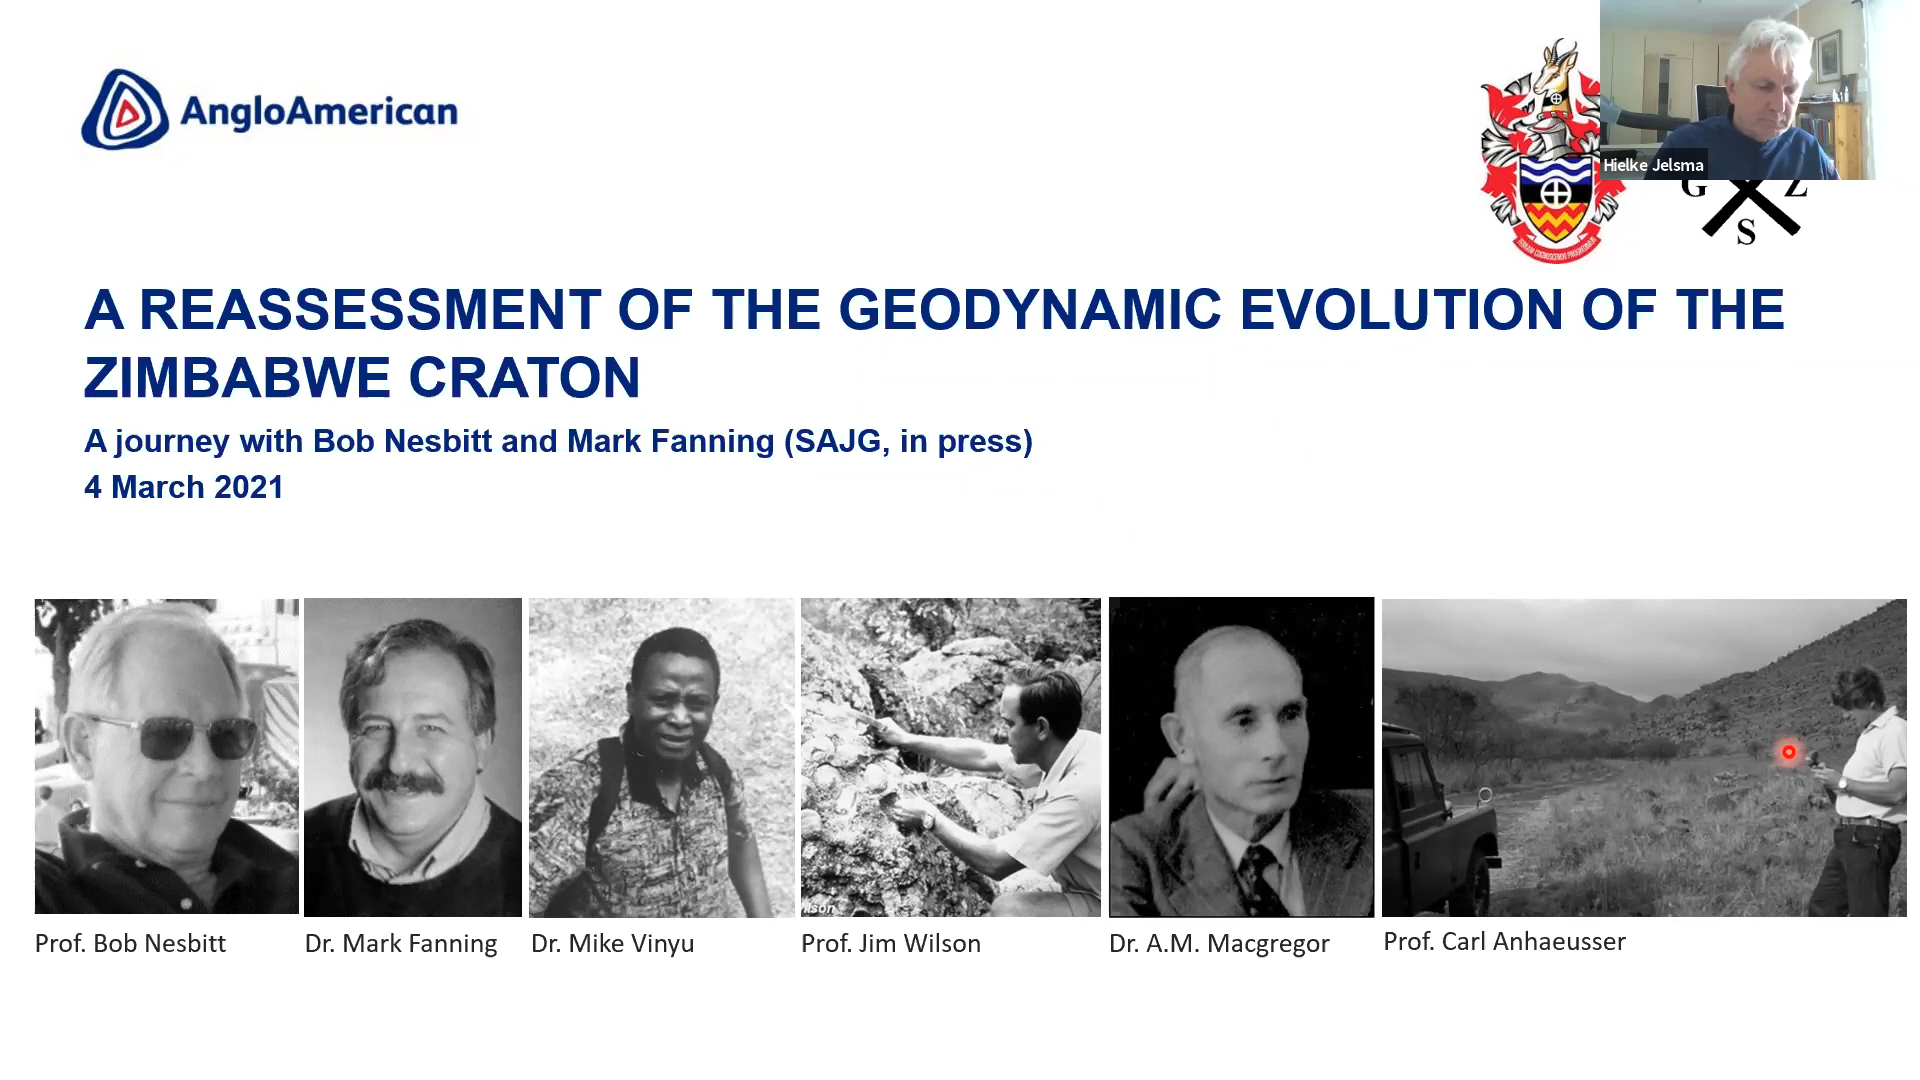 AngloAmerican
Hielke Jelsma
G Z
S
A REASSESSMENT OF THE GEODYNAMIC EVOLUTION OF THE
ZIMBABWE CRATON
A journey with Bob Nesbitt and Mark Fanning (SAJG, in press)
4 March 2021
Prof. Bob Nesbitt
Dr. Mark Fanning
Dr. Mike Vinyu
Prof. Jim Wilson
Dr. A.M. Macgregor
Prof. Carl Anhaeusser